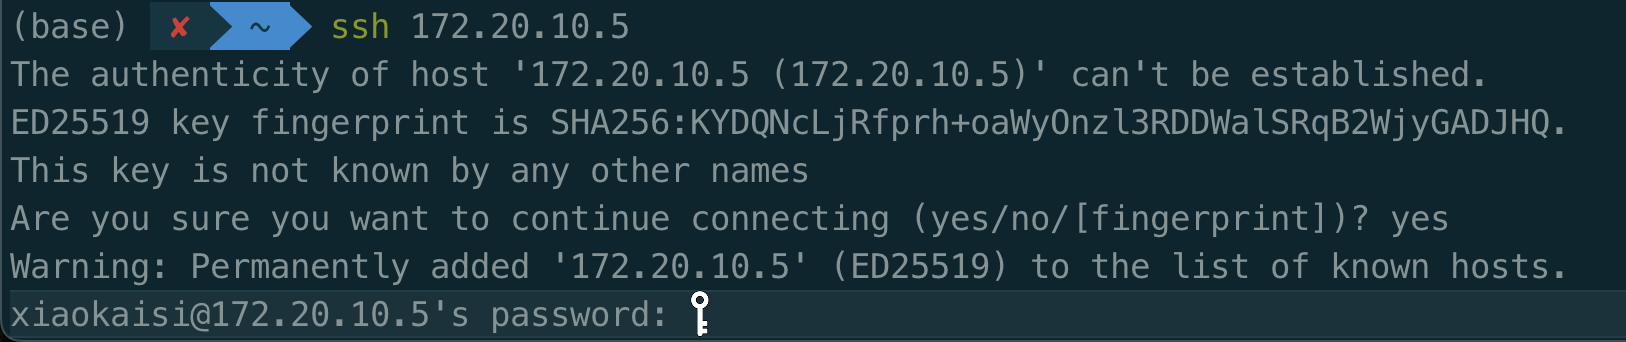 (base) ✘ ~ ssh 172.20.10.5
The authenticity of host '172.20.10.5 (172.20.10.5)' can't be established.
ED25519 key fingerprint is SHA256:KYDQNcLjRfprh+oaWyOnzl3RDDWalSRqB2WjyGADJHQ.
This key is not known by any other names
Are you sure you want to continue connecting (yes/no/[fingerprint])? yes
Warning: Permanently added '172.20.10.5' (ED25519) to the list of known hosts.
xiaokaisi@172.20.10.5's password: